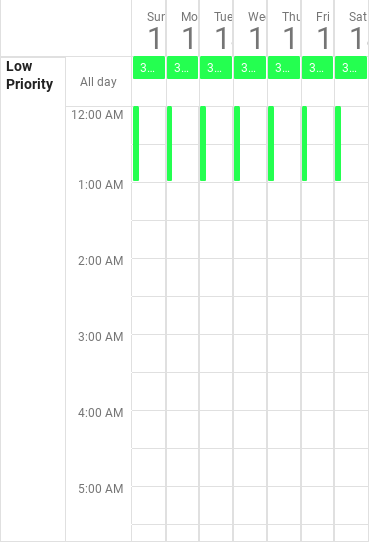 Sun Mo Tue We Thu Fri Sat
1 1 1 1 1 1 1
Low
Priority
All day
3... 3... 3... 3... 3... 3... 3...
12:00 AM
1:00 AM
2:00 AM
3:00 AM
4:00 AM
5:00 AM